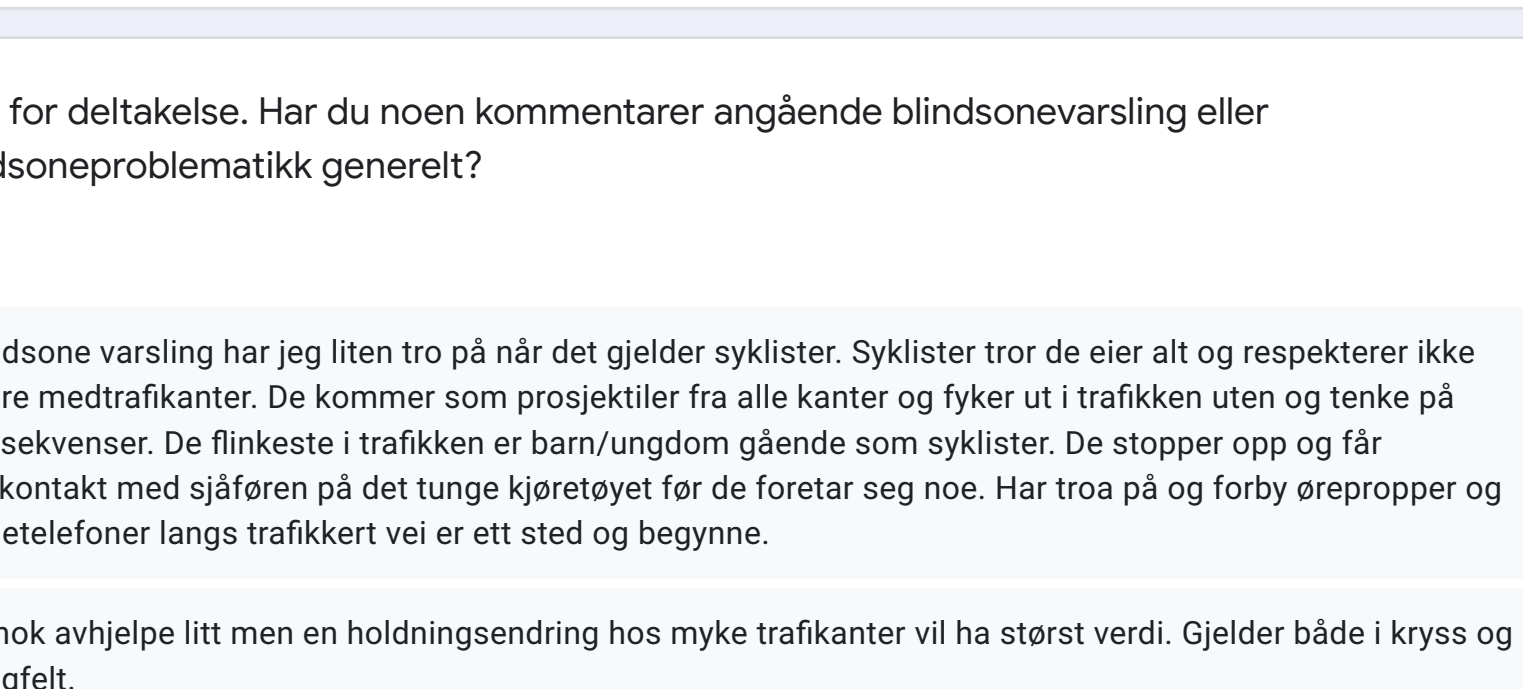 for deltakelse. Har du noen kommentarer angående blindsonevarsling eller
dsoneproblematikk generelt?
dsone varsling har jeg liten tro på når det gjelder syklister. Syklister tror de eier alt og respekterer ikke
re medtrafikanter. De kommer som prosjektiler fra alle kanter og fyker ut i trafikken uten og tenke på
sekvenser. De flinkeste i trafikken er barn/ungdom gående som syklister. De stopper opp og får
kontakt med sjåføren på det tunge kjøretøyet før de foretar seg noe. Har troa på og forby ørepropper og
etelefoner langs trafikkert vei er ett sted og begynne.
nok avhjelpe litt men en holdningsendring hos myke trafikanter vil ha størst verdi. Gjelder både i kryss og
gfelt.